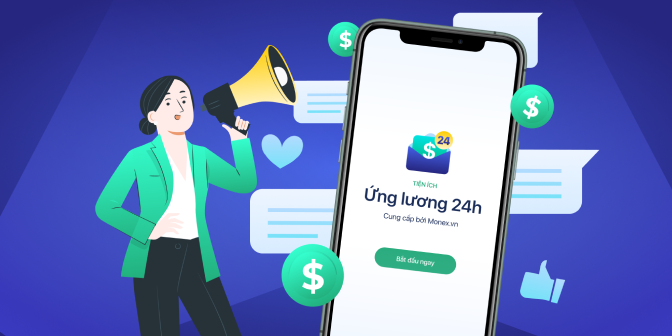 24
$
TIỆN ÍCH
Ứng lương 24h
Cung cấp bởi Monex.vn
Bắt đầu ngay
$
$
$